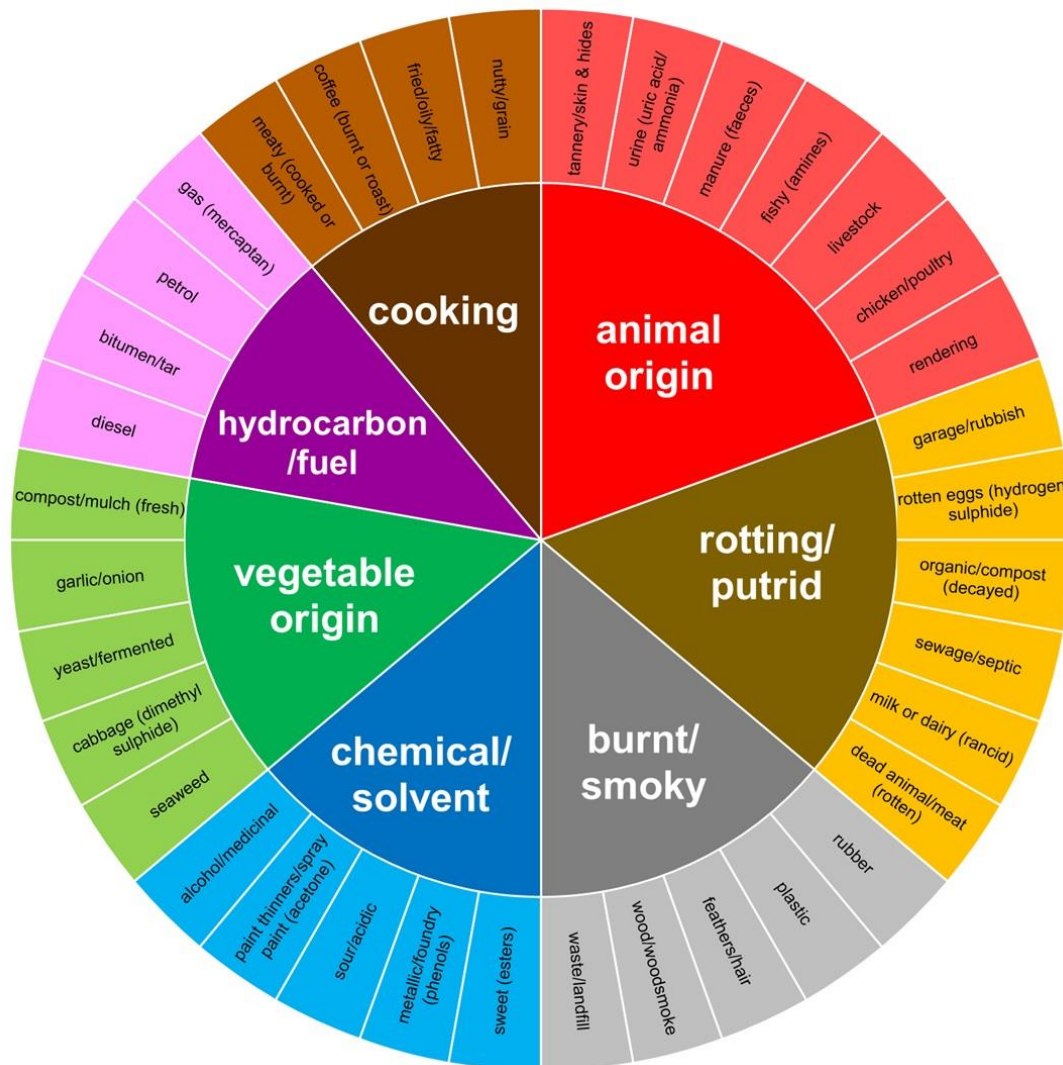 cooking
meaty (cooked or
burnt)
coffee (burnt or roast)
fried/oily/fatty
nutty/grain
animal
origin
tannery/skin & hides
urine (uric acid/
ammonia)
manure (faeces)
fishy (amines)
livestock
chicken/poultry
rendering
rotting/
putrid
garage/rubbish
rotten eggs (hydrogen
sulphide)
organic/compost
(decayed)
sewage/septic
milk or dairy (rancid)
dead animal/meat
(rotten)
burnt/
smoky
rubber
plastic
feathers/hair
wood/woodsmoke
waste/landfill
chemical/
solvent
sweet (esters)
metallic/foundry
(phenols)
sour/acidic
paint thinners/spray
paint (acetone)
alcohol/medicinal
vegetable
origin
seaweed
cabbage (dimethyl
sulphide)
yeast/fermented
garlic/onion
compost/mulch (fresh)
hydrocarbon
/fuel
diesel
bitumen/tar
petrol
gas (mercaptan)